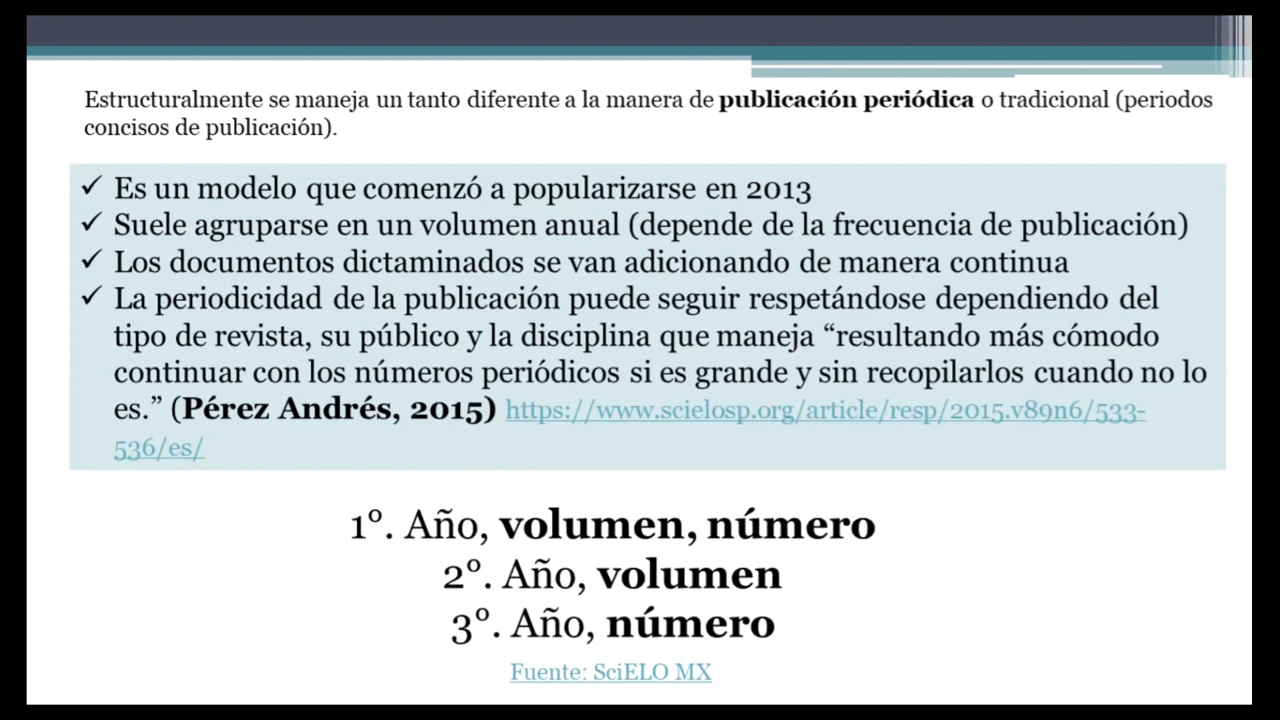 Estructuralmente se maneja un tanto diferente a la manera de publicación periódica o tradicional (periodos
concisos de publicación).
✓ Es un modelo que comenzó a popularizarse en 2013
✓ Suele agruparse en un volumen anual (depende de la frecuencia de publicación)
✓ Los documentos dictaminados se van adicionando de manera continua
✓ La periodicidad de la publicación puede seguir respetándose dependiendo del
tipo de revista, su público y la disciplina que maneja “resultando más cómodo
continuar con los números periódicos si es grande y sin recopilarlos cuando no lo
es.” (Pérez Andrés, 2015) https://www.scielosp.org/article/resp/2015.v89n6/533-
536/es/
1°. Año, volumen, número
2°. Año, volumen
3°. Año, número
Fuente: SciELO MX